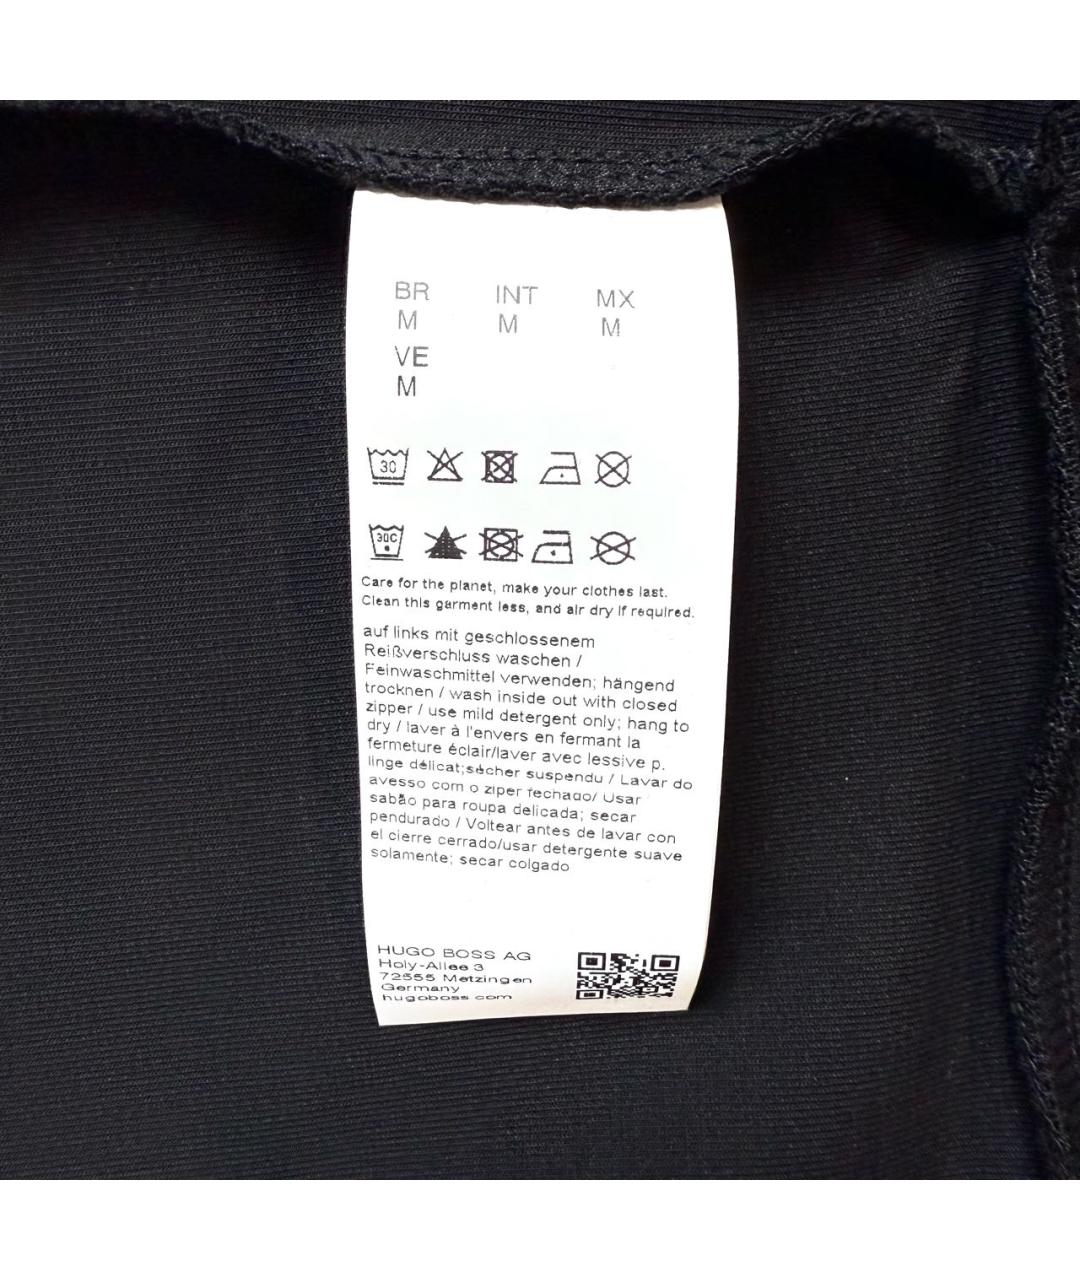 BR INT MX
M M M
VE
M
30
30C
Care for the planet, make your clothes last.
Clean this garment less, and air dry if required.
auf links mit geschlossenem
Reißverschluss waschen /
Feinwaschmittel verwenden; hängend
trocknen / wash inside out with closed
zipper / use mild detergent only; hang to
dry / laver à l'envers en fermant la
fermeture éclair/laver avec lessive p.
linge délicat;sécher suspendu / Lavar do
avesso com o ziper fechado/ Usar
sabão para roupa delicada; secar
pendurado / Voltear antes de lavar con
el cierre cerrado/usar detergente suave
solamente; secar colgado
HUGO BOSS AG
Holy-Allee 3
72555 Metzingen
Germany
hugoboss.com